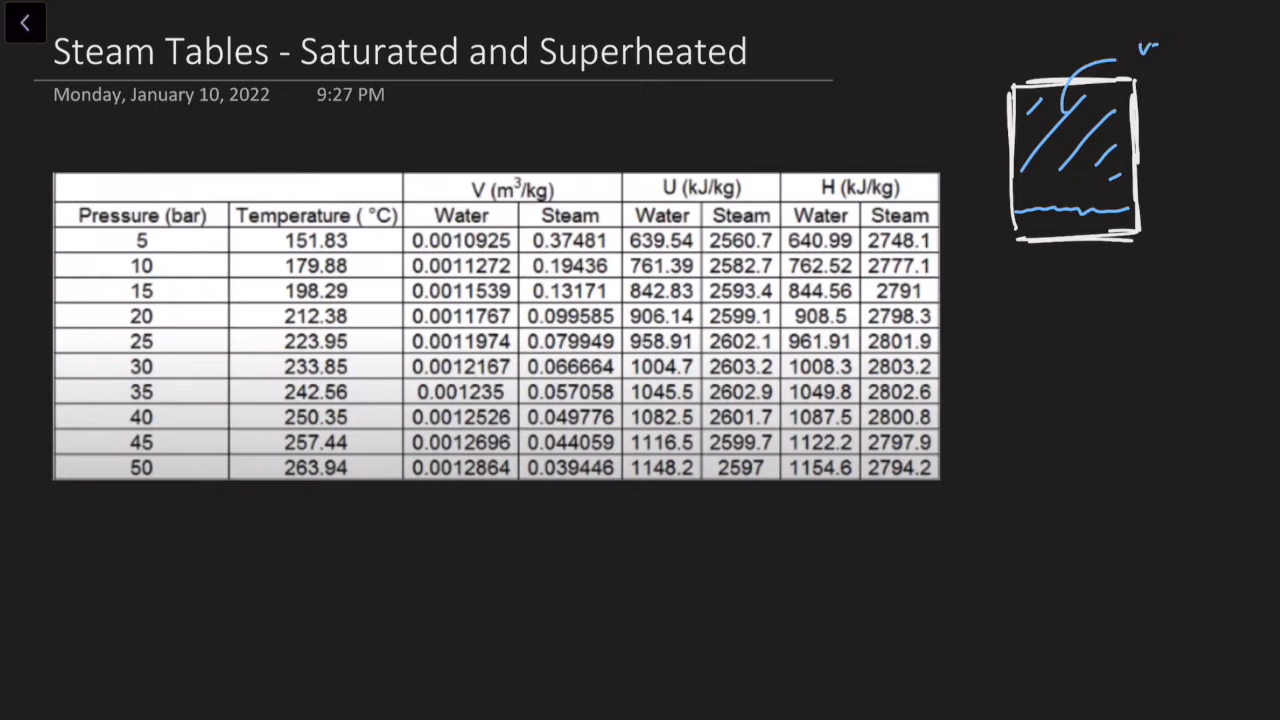 Steam Tables - Saturated and Superheated
Monday, January 10, 2022 9:27 PM
V (m³/kg) U (kJ/kg) H (kJ/kg)
Pressure (bar) Temperature ( °C) Water Steam Water Steam Water Steam
5 151.83 0.0010925 0.37481 639.54 2560.7 640.99 2748.1
10 179.88 0.0011272 0.19436 761.39 2582.7 762.52 2777.1
15 198.29 0.0011539 0.13171 842.83 2593.4 844.56 2791
20 212.38 0.0011767 0.099585 906.14 2599.1 908.5 2798.3
25 223.95 0.0011974 0.079949 958.91 2602.1 961.91 2801.9
30 233.85 0.0012167 0.066664 1004.7 2603.2 1008.3 2803.2
35 242.56 0.001235 0.057058 1045.5 2602.9 1049.8 2802.6
40 250.35 0.0012526 0.049776 1082.5 2601.7 1087.5 2800.8
45 257.44 0.0012696 0.044059 1116.5 2599.7 1122.2 2797.9
50 263.94 0.0012864 0.039446 1148.2 2597 1154.6 2794.2